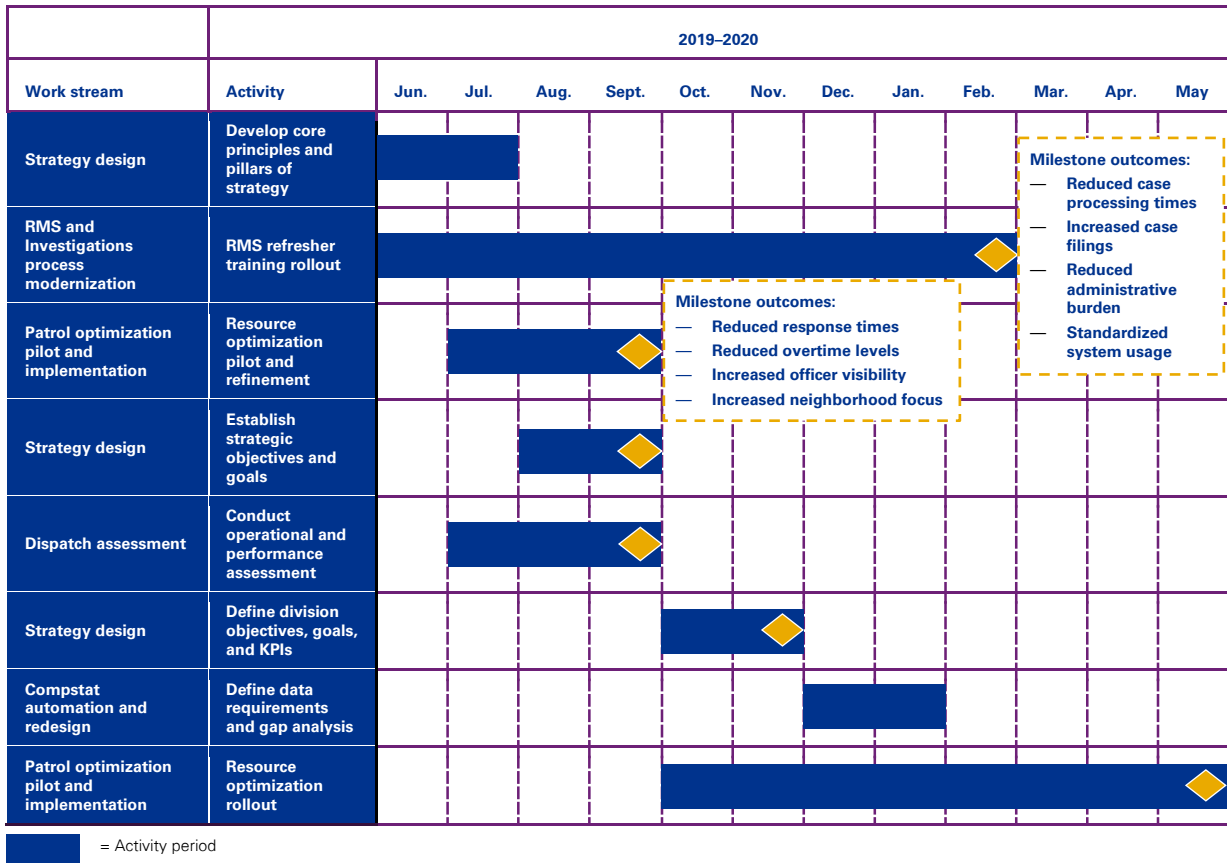 2019–2020
Work stream
Activity
Jun.
Jul.
Aug.
Sept.
Oct.
Nov.
Dec.
Jan.
Feb.
Mar.
Apr.
May
Strategy design
Develop core
principles and
pillars of
strategy
Milestone outcomes:
— Reduced case
processing times
— Increased case
filings
— Reduced
administrative
burden
— Standardized
system usage
RMS and
Investigations
process
modernization
RMS refresher
training rollout
Milestone outcomes:
— Reduced response times
— Reduced overtime levels
— Increased officer visibility
— Increased neighborhood focus
Patrol optimization
pilot and
implementation
Resource
optimization
pilot and
refinement
Strategy design
Establish
strategic
objectives and
goals
Dispatch assessment
Conduct
operational and
performance
assessment
Strategy design
Define division
objectives, goals,
and KPIs
Compstat
automation and
redesign
Define data
requirements
and gap analysis
Patrol optimization
pilot and
implementation
Resource
optimization
rollout
= Activity period